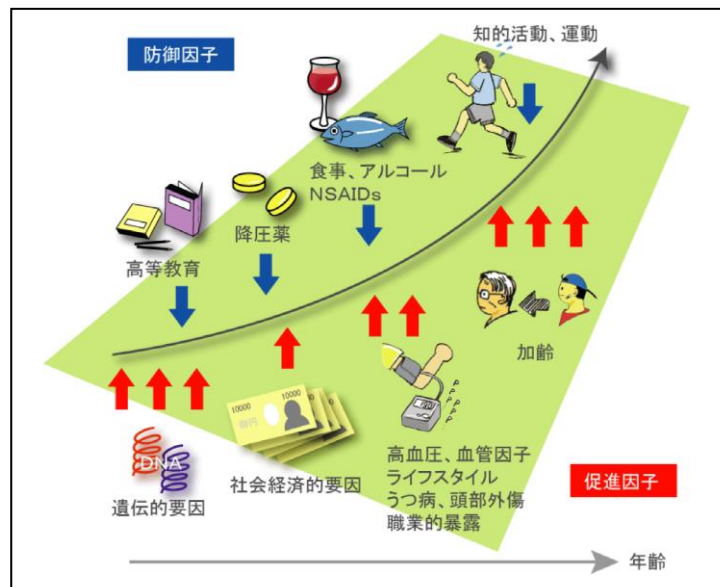 知的活動、運動
防御因子
食事、アルコール
NSAIDs
降圧薬
高等教育
加齢
10000
10000
DNA
遺伝的要因
社会経済的要因
高血圧、血管因子
ライフスタイル
うつ病、頭部外傷
職業的暴露
促進因子
年齢